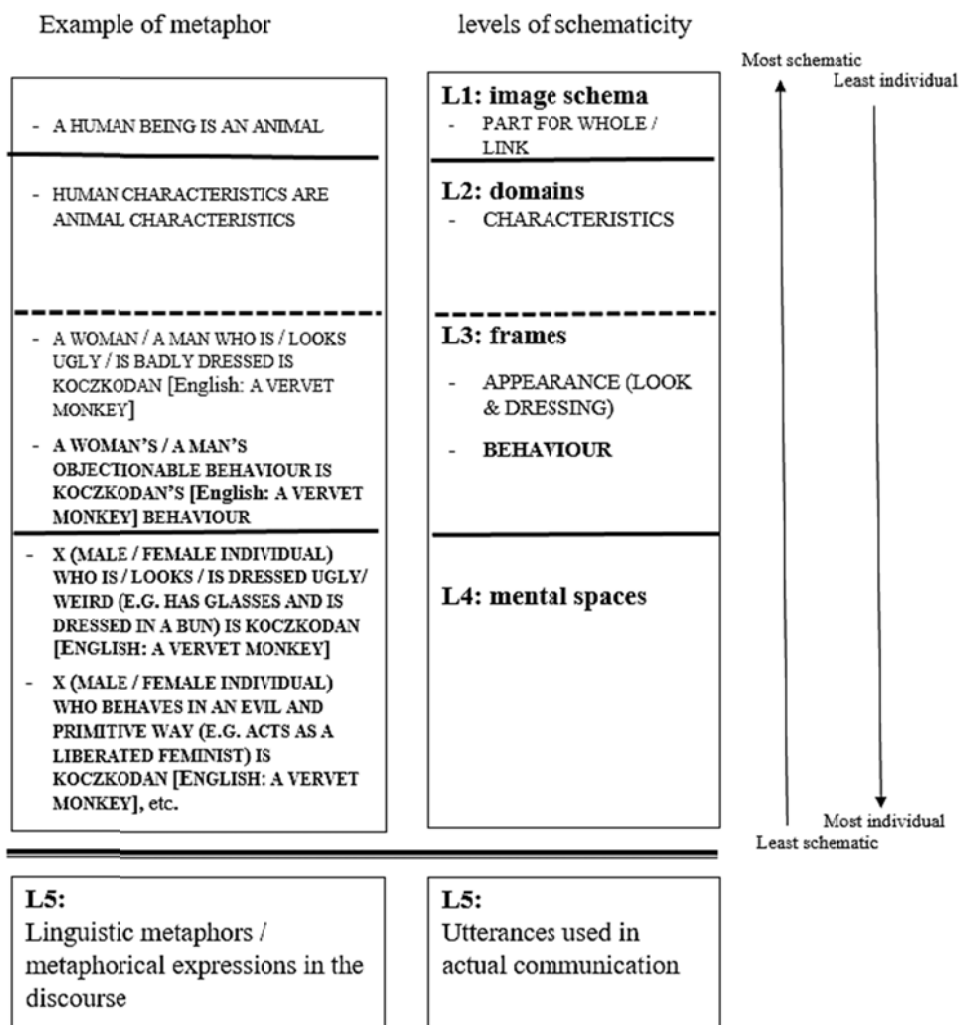 Example of metaphor
levels of schematicity
- A HUMAN BEING IS AN ANIMAL
- HUMAN CHARACTERISTICS ARE
ANIMAL CHARACTERISTICS
- A WOMAN / A MAN WHO IS / LOOKS
UGLY / IS BADLY DRESSED IS
KOCZKODAN [English: A VERVET
MONKEY]
- A WOMAN'S / A MAN'S
OBJECTIONABLE BEHAVIOUR IS
KOCZKODAN'S [English: A VERVET
MONKEY] BEHAVIOUR
- X (MALE / FEMALE INDIVIDUAL)
WHO IS / LOOKS / IS DRESSED UGLY/
WEIRD (E.G. HAS GLASSES AND IS
DRESSED IN A BUN) IS KOCZKODAN
[ENGLISH: A VERVET MONKEY]
- X (MALE / FEMALE INDIVIDUAL)
WHO BEHAVES IN AN EVIL AND
PRIMITIVE WAY (E.G. ACTS AS A
LIBERATED FEMINIST) IS
KOCZKODAN [ENGLISH: A VERVET
MONKEY], etc.
L1: image schema
- PART FOR WHOLE /
LINK
L2: domains
- CHARACTERISTICS
L3: frames
- APPEARANCE (LOOK
& DRESSING)
- BEHAVIOUR
L4: mental spaces
Most schematic
Least individual
Most individual
Least schematic
L5:
Linguistic metaphors /
metaphorical expressions in the
discourse
L5:
Utterances used in
actual communication